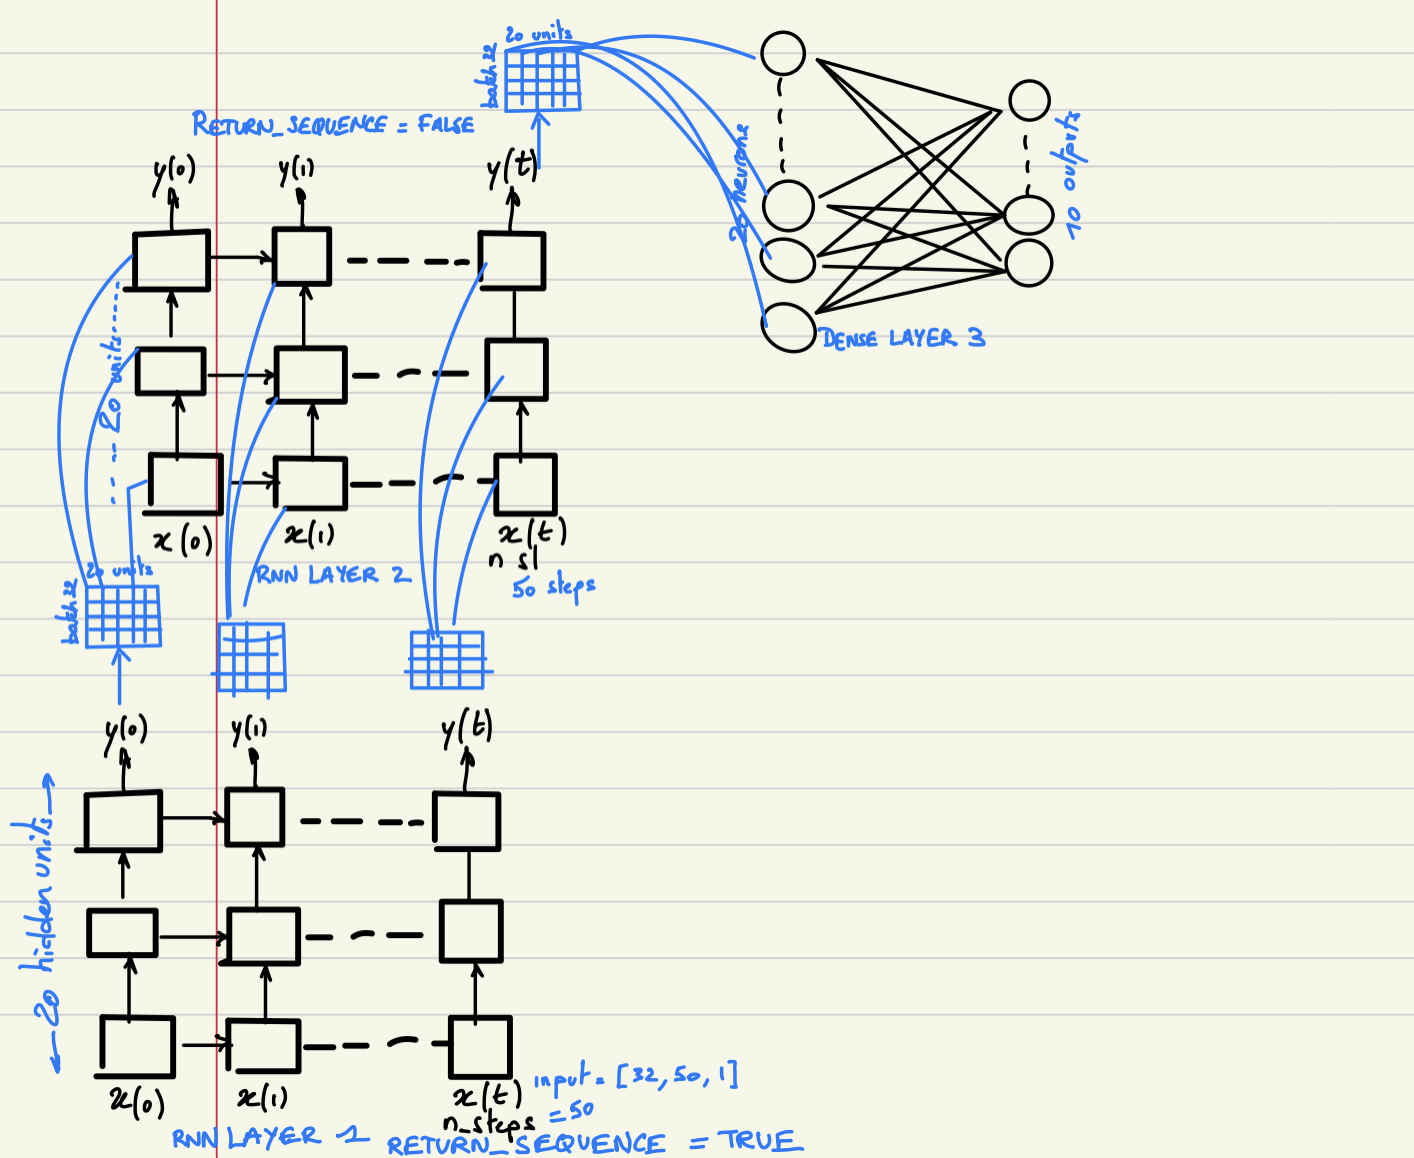 20 units
batch 32
RETURN_SEQUENCE = FALSE
y(0) y(1) y(t)
20 neurons
10 outputs
DENSE LAYER 3
20 units
x(0) x(1) x(t)
n sl
50 steps
RNN LAYER 2
20 units
batch 32
y(0) y(1) y(t)
20 hidden units
x(0) x(1) x(t)
input = [32, 50, 1]
n_steps = 50
RNN LAYER 1 RETURN_SEQUENCE = TRUE